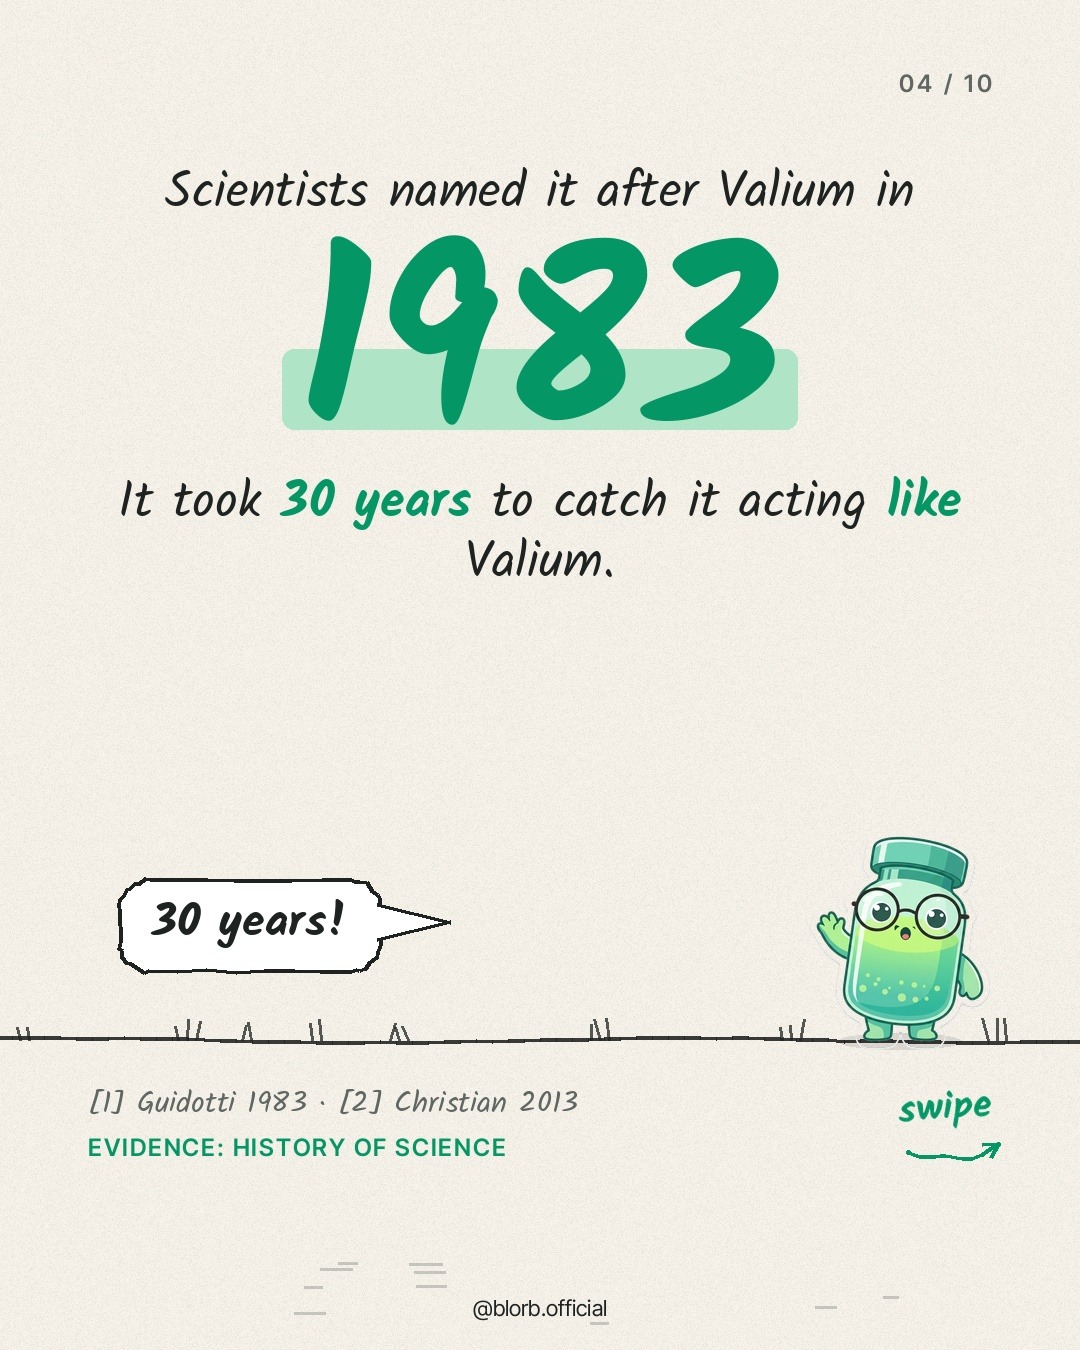 04 / 10
Scientists named it after Valium in
1983
It took 30 years to catch it acting like
Valium.
30 years!
[1] Guidotti 1983 · [2] Christian 2013
EVIDENCE: HISTORY OF SCIENCE
swipe
@blorb.official